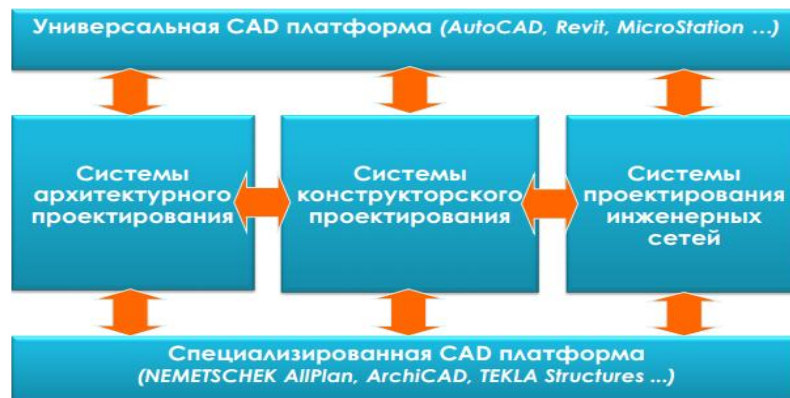 Универсальная CAD платформа (AutoCAD, Revit, MicroStation ...)
Системы
архитектурного
проектирования
Системы
конструкторского
проектирования
Системы
проектирования
инженерных
сетей
Специализированная CAD платформа
(NEMETSCHEK AllPlan, ArchiCAD, TEKLA Structures ...)